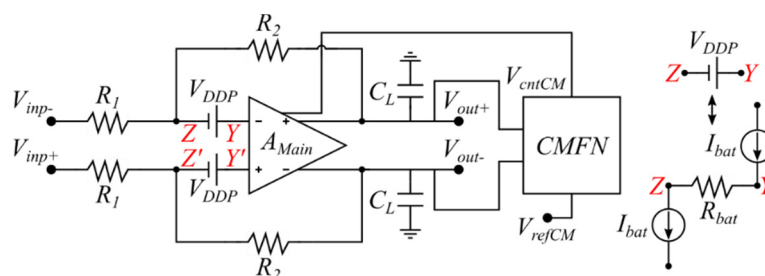 R2
VDDP
Vinp-
R1
Z
Y
-
+
AMain
CL
Vout+
VcntCM
CMFN
Vinp+
R1
Z'
Y'
VDDP
+
-
CL
Vout-
VrefCM
R2
VDDP
Z
Y
Ibat
Z
Y
Rbat
Ibat